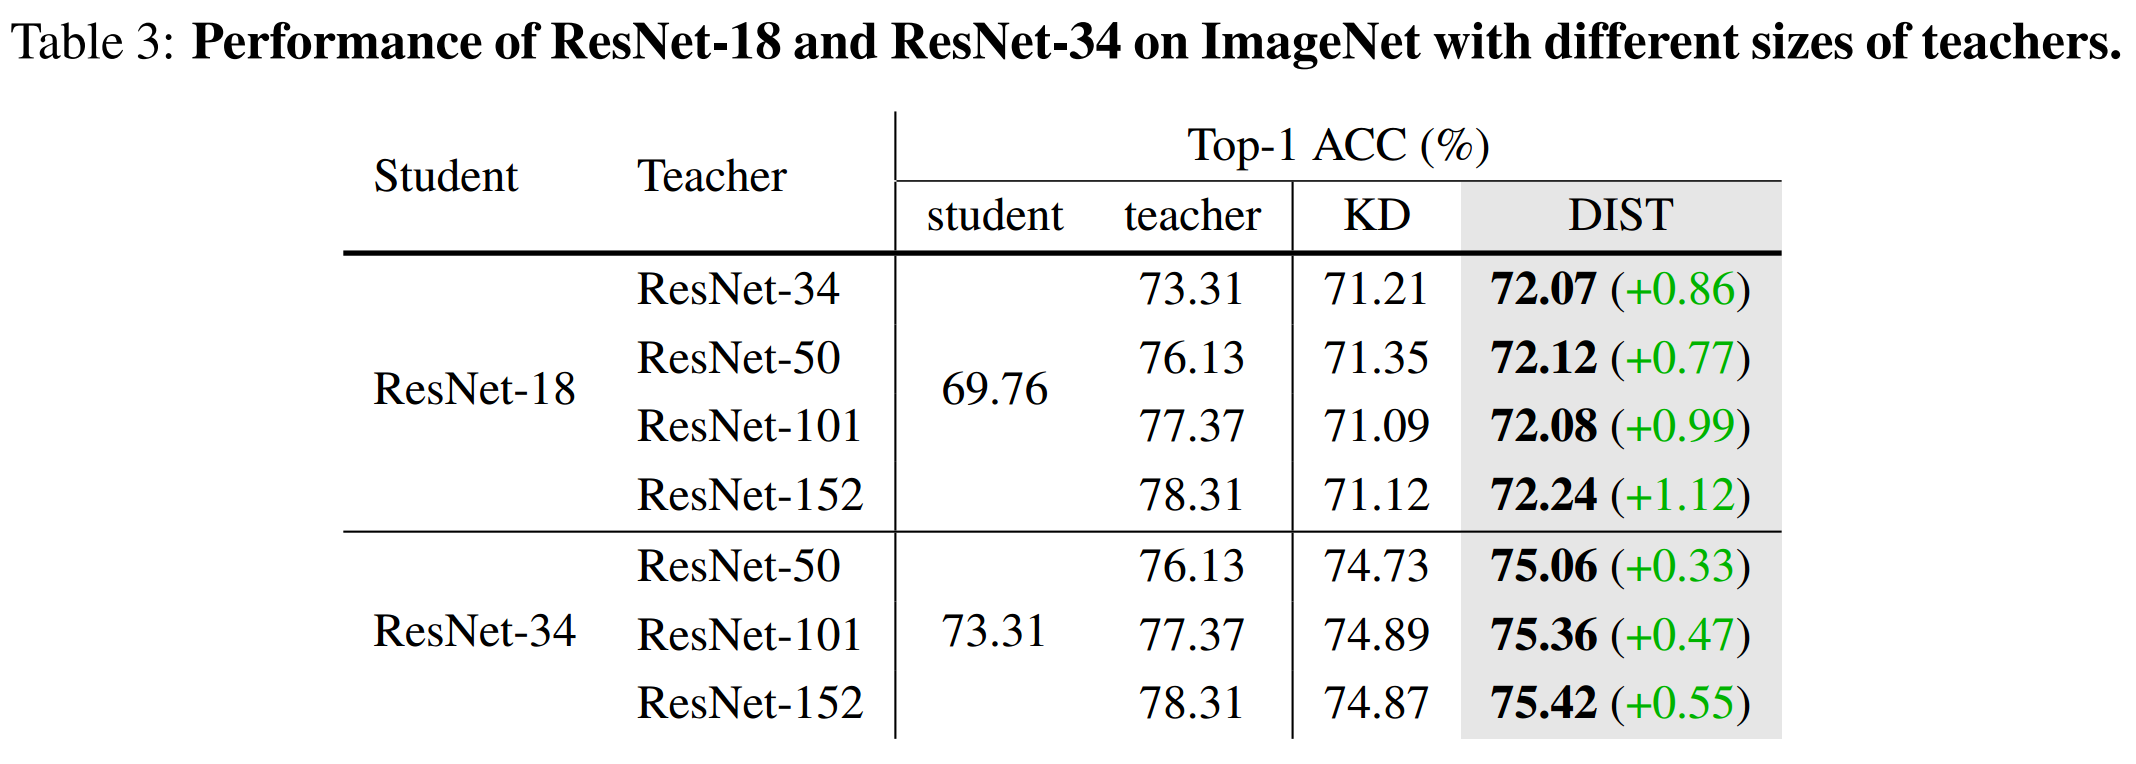 Table 3: Performance of ResNet-18 and ResNet-34 on ImageNet with different sizes of teachers.
Student Teacher Top-1 ACC (%)
student teacher KD DIST
ResNet-18 69.76
ResNet-34 73.31 71.21 72.07 (+0.86)
ResNet-50 76.13 71.35 72.12 (+0.77)
ResNet-101 77.37 71.09 72.08 (+0.99)
ResNet-152 78.31 71.12 72.24 (+1.12)
ResNet-34 73.31
ResNet-50 76.13 74.73 75.06 (+0.33)
ResNet-101 77.37 74.89 75.36 (+0.47)
ResNet-152 78.31 74.87 75.42 (+0.55)